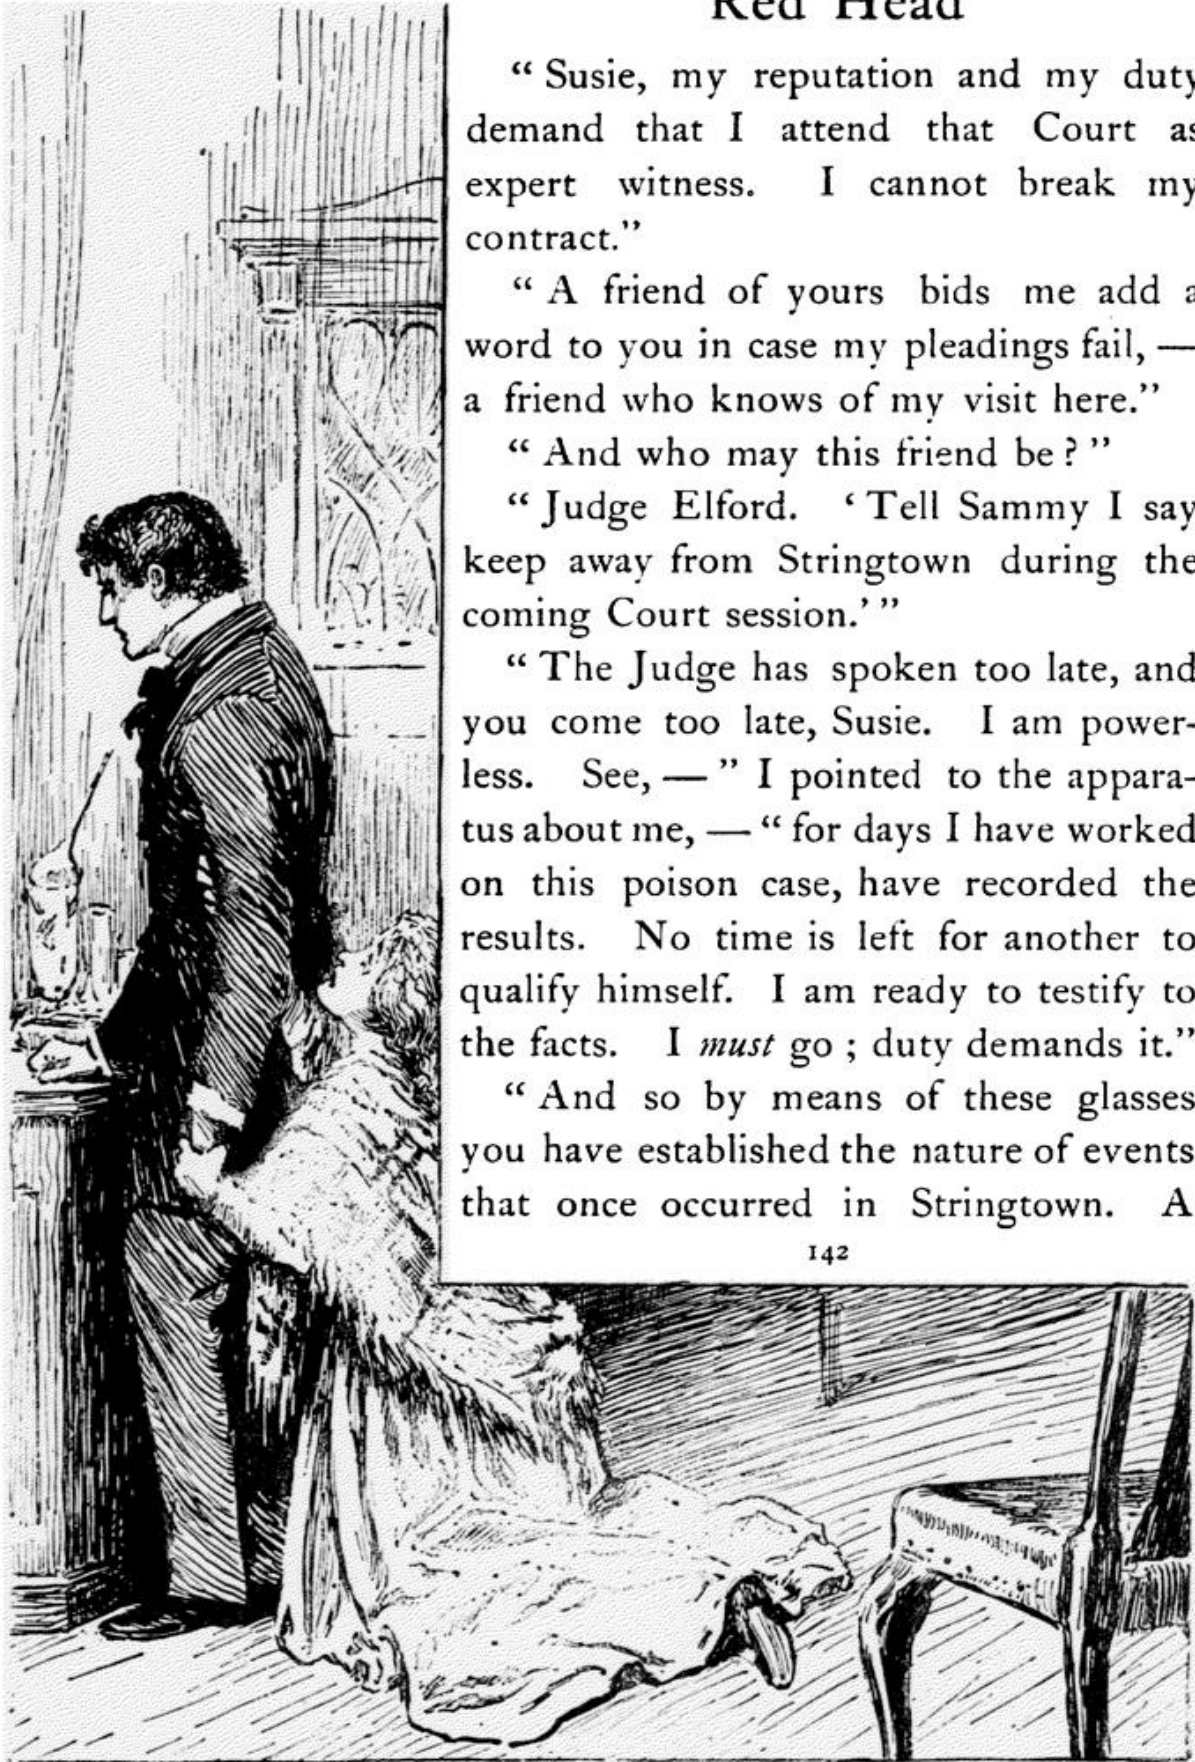 Red Head
“ Susie, my reputation and my duty
demand that I attend that Court as
expert witness. I cannot break my
contract.”
“ A friend of yours bids me add a
word to you in case my pleadings fail, —
a friend who knows of my visit here.”
“ And who may this friend be ? ”
“ Judge Elford. ‘ Tell Sammy I say
keep away from Stringtown during the
coming Court session.’ ”
“ The Judge has spoken too late, and
you come too late, Susie. I am power-
less. See, — ” I pointed to the appara-
tus about me, — “ for days I have worked
on this poison case, have recorded the
results. No time is left for another to
qualify himself. I am ready to testify to
the facts. I must go ; duty demands it.”
“ And so by means of these glasses
you have established the nature of events
that once occurred in Stringtown. A
142